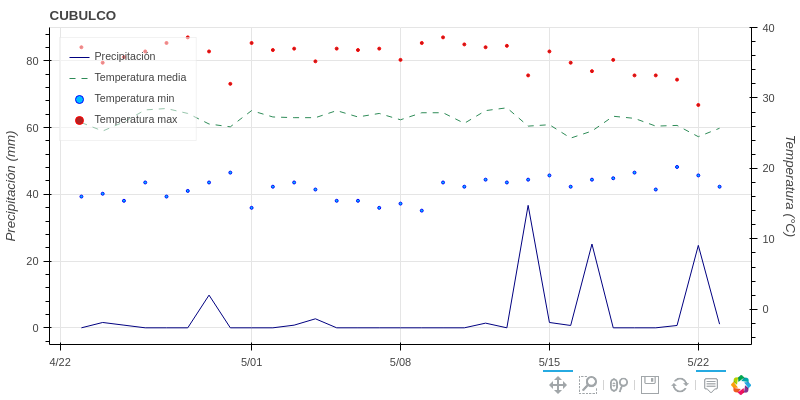 CUBULCO
Precipitación
Temperatura media
Temperatura min
Temperatura max
Precipitación (mm)
80
60
40
20
0
Temperatura (°C)
40
30
20
10
0
4/22
5/01
5/08
5/15
5/22